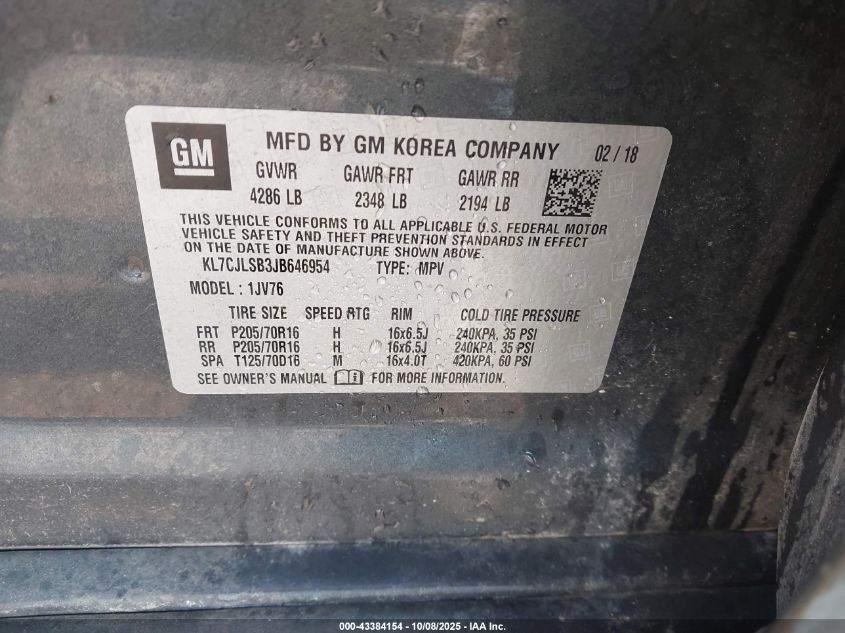 GM
MFD BY GM KOREA COMPANY 02 / 18
GVWR GAWR FRT GAWR RR
4286 LB 2348 LB 2194 LB
THIS VEHICLE CONFORMS TO ALL APPLICABLE U.S. FEDERAL MOTOR
VEHICLE SAFETY AND THEFT PREVENTION STANDARDS IN EFFECT
ON THE DATE OF MANUFACTURE SHOWN ABOVE.
KL7CJLSB3JB646954 TYPE: MPV
MODEL : 1JV76
TIRE SIZE SPEED RTG RIM COLD TIRE PRESSURE
FRT P205/70R16 H 16x6.5J 240KPA, 35 PSI
RR P205/70R16 H 16x6.5J 240KPA, 35 PSI
SPA T125/70D16 M 16x4.0T 420KPA, 60 PSI
SEE OWNER'S MANUAL FOR MORE INFORMATION.
000-43384154 - 10/08/2025 - IAA Inc.